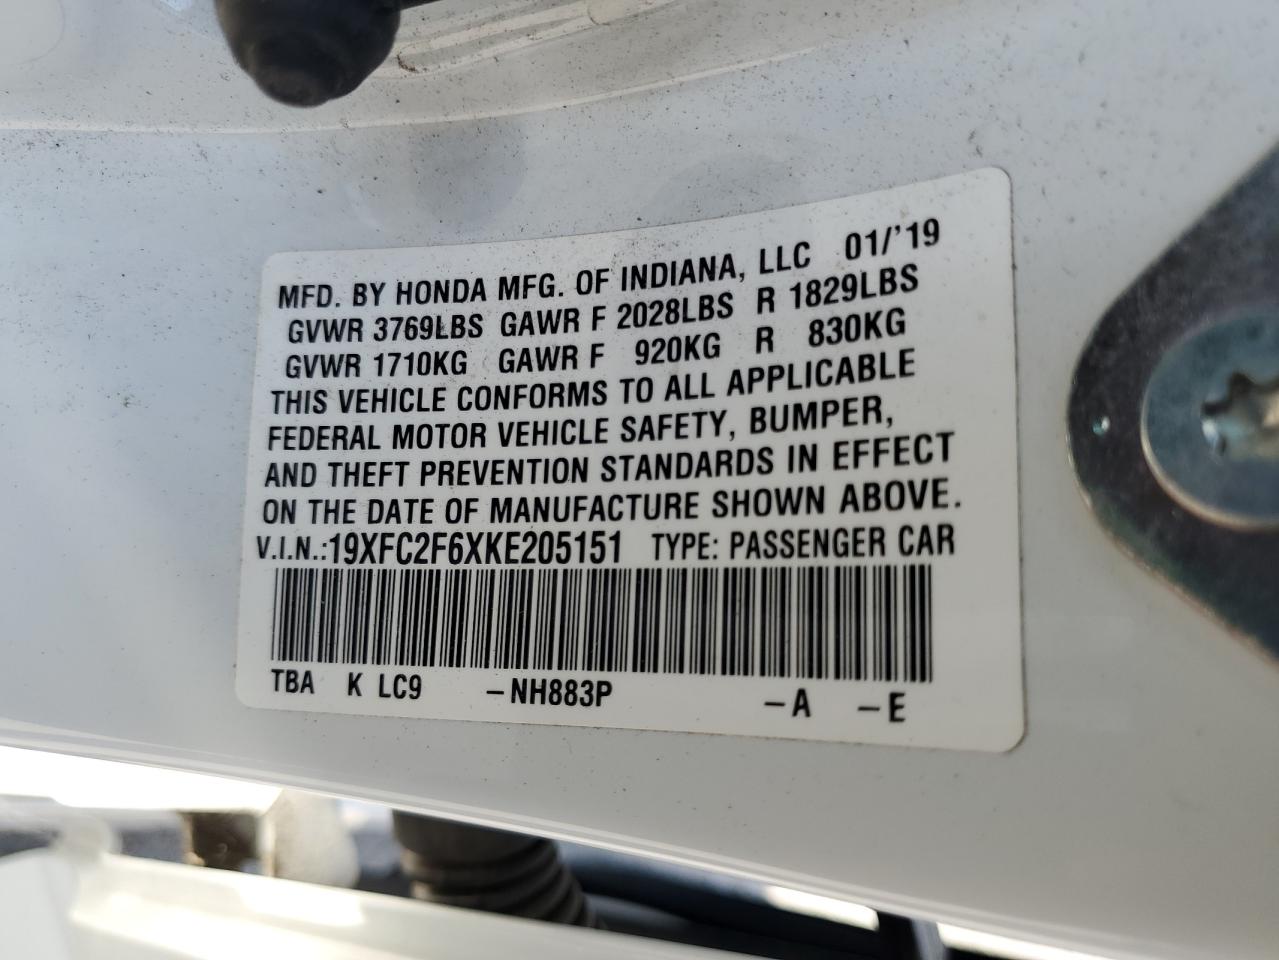 MFD. BY HONDA MFG. OF INDIANA, LLC 01/'19
GVWR 3769LBS GAWR F 2028LBS R 1829LBS
GVWR 1710KG GAWR F 920KG R 830KG
THIS VEHICLE CONFORMS TO ALL APPLICABLE
FEDERAL MOTOR VEHICLE SAFETY, BUMPER,
AND THEFT PREVENTION STANDARDS IN EFFECT
ON THE DATE OF MANUFACTURE SHOWN ABOVE.
V.I.N.:19XFC2F6XKE205151 TYPE: PASSENGER CAR
TBA K LC9 -NH883P -A -E